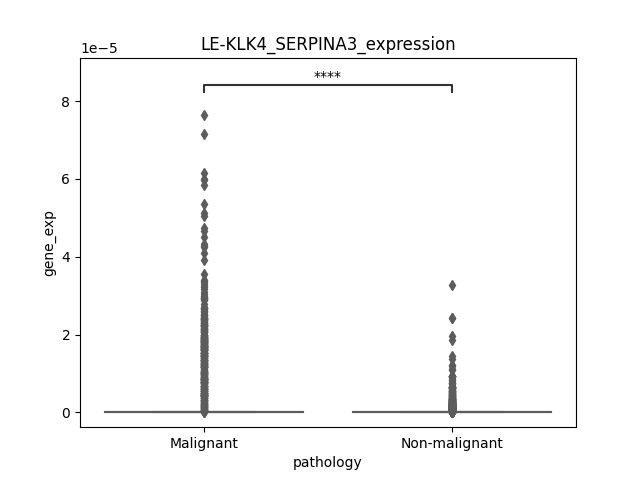 LE-KLK4_SERPINA3_expression
1e−5
****
8
6
4
2
0
gene_exp
Malignant
Non-malignant
pathology